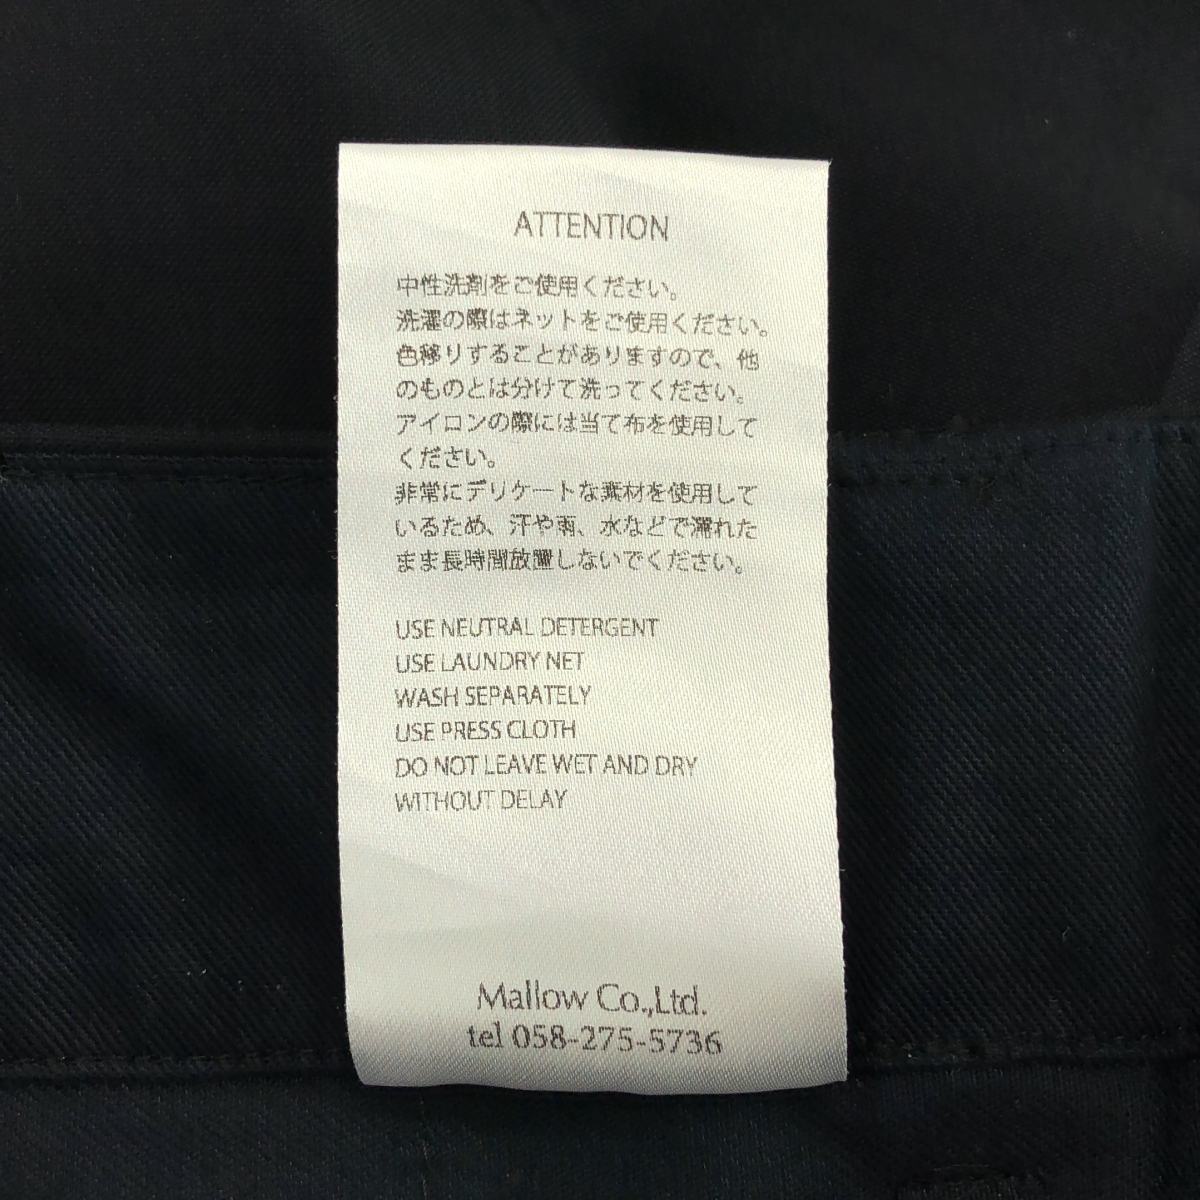 ATTENTION
中性洗剤をご使用ください。
洗濯の際はネットをご使用ください。
色移りすることがありますので、他
のものとは分けて洗ってください。
アイロンの際には当て布を使用して
ください。
非常にデリケートな素材を使用して
いるため、汗や雨、水などで濡れた
まま長時間放置しないでください。
USE NEUTRAL DETERGENT
USE LAUNDRY NET
WASH SEPARATELY
USE PRESS CLOTH
DO NOT LEAVE WET AND DRY
WITHOUT DELAY
Mallow Co.,Ltd.
tel 058-275-5736